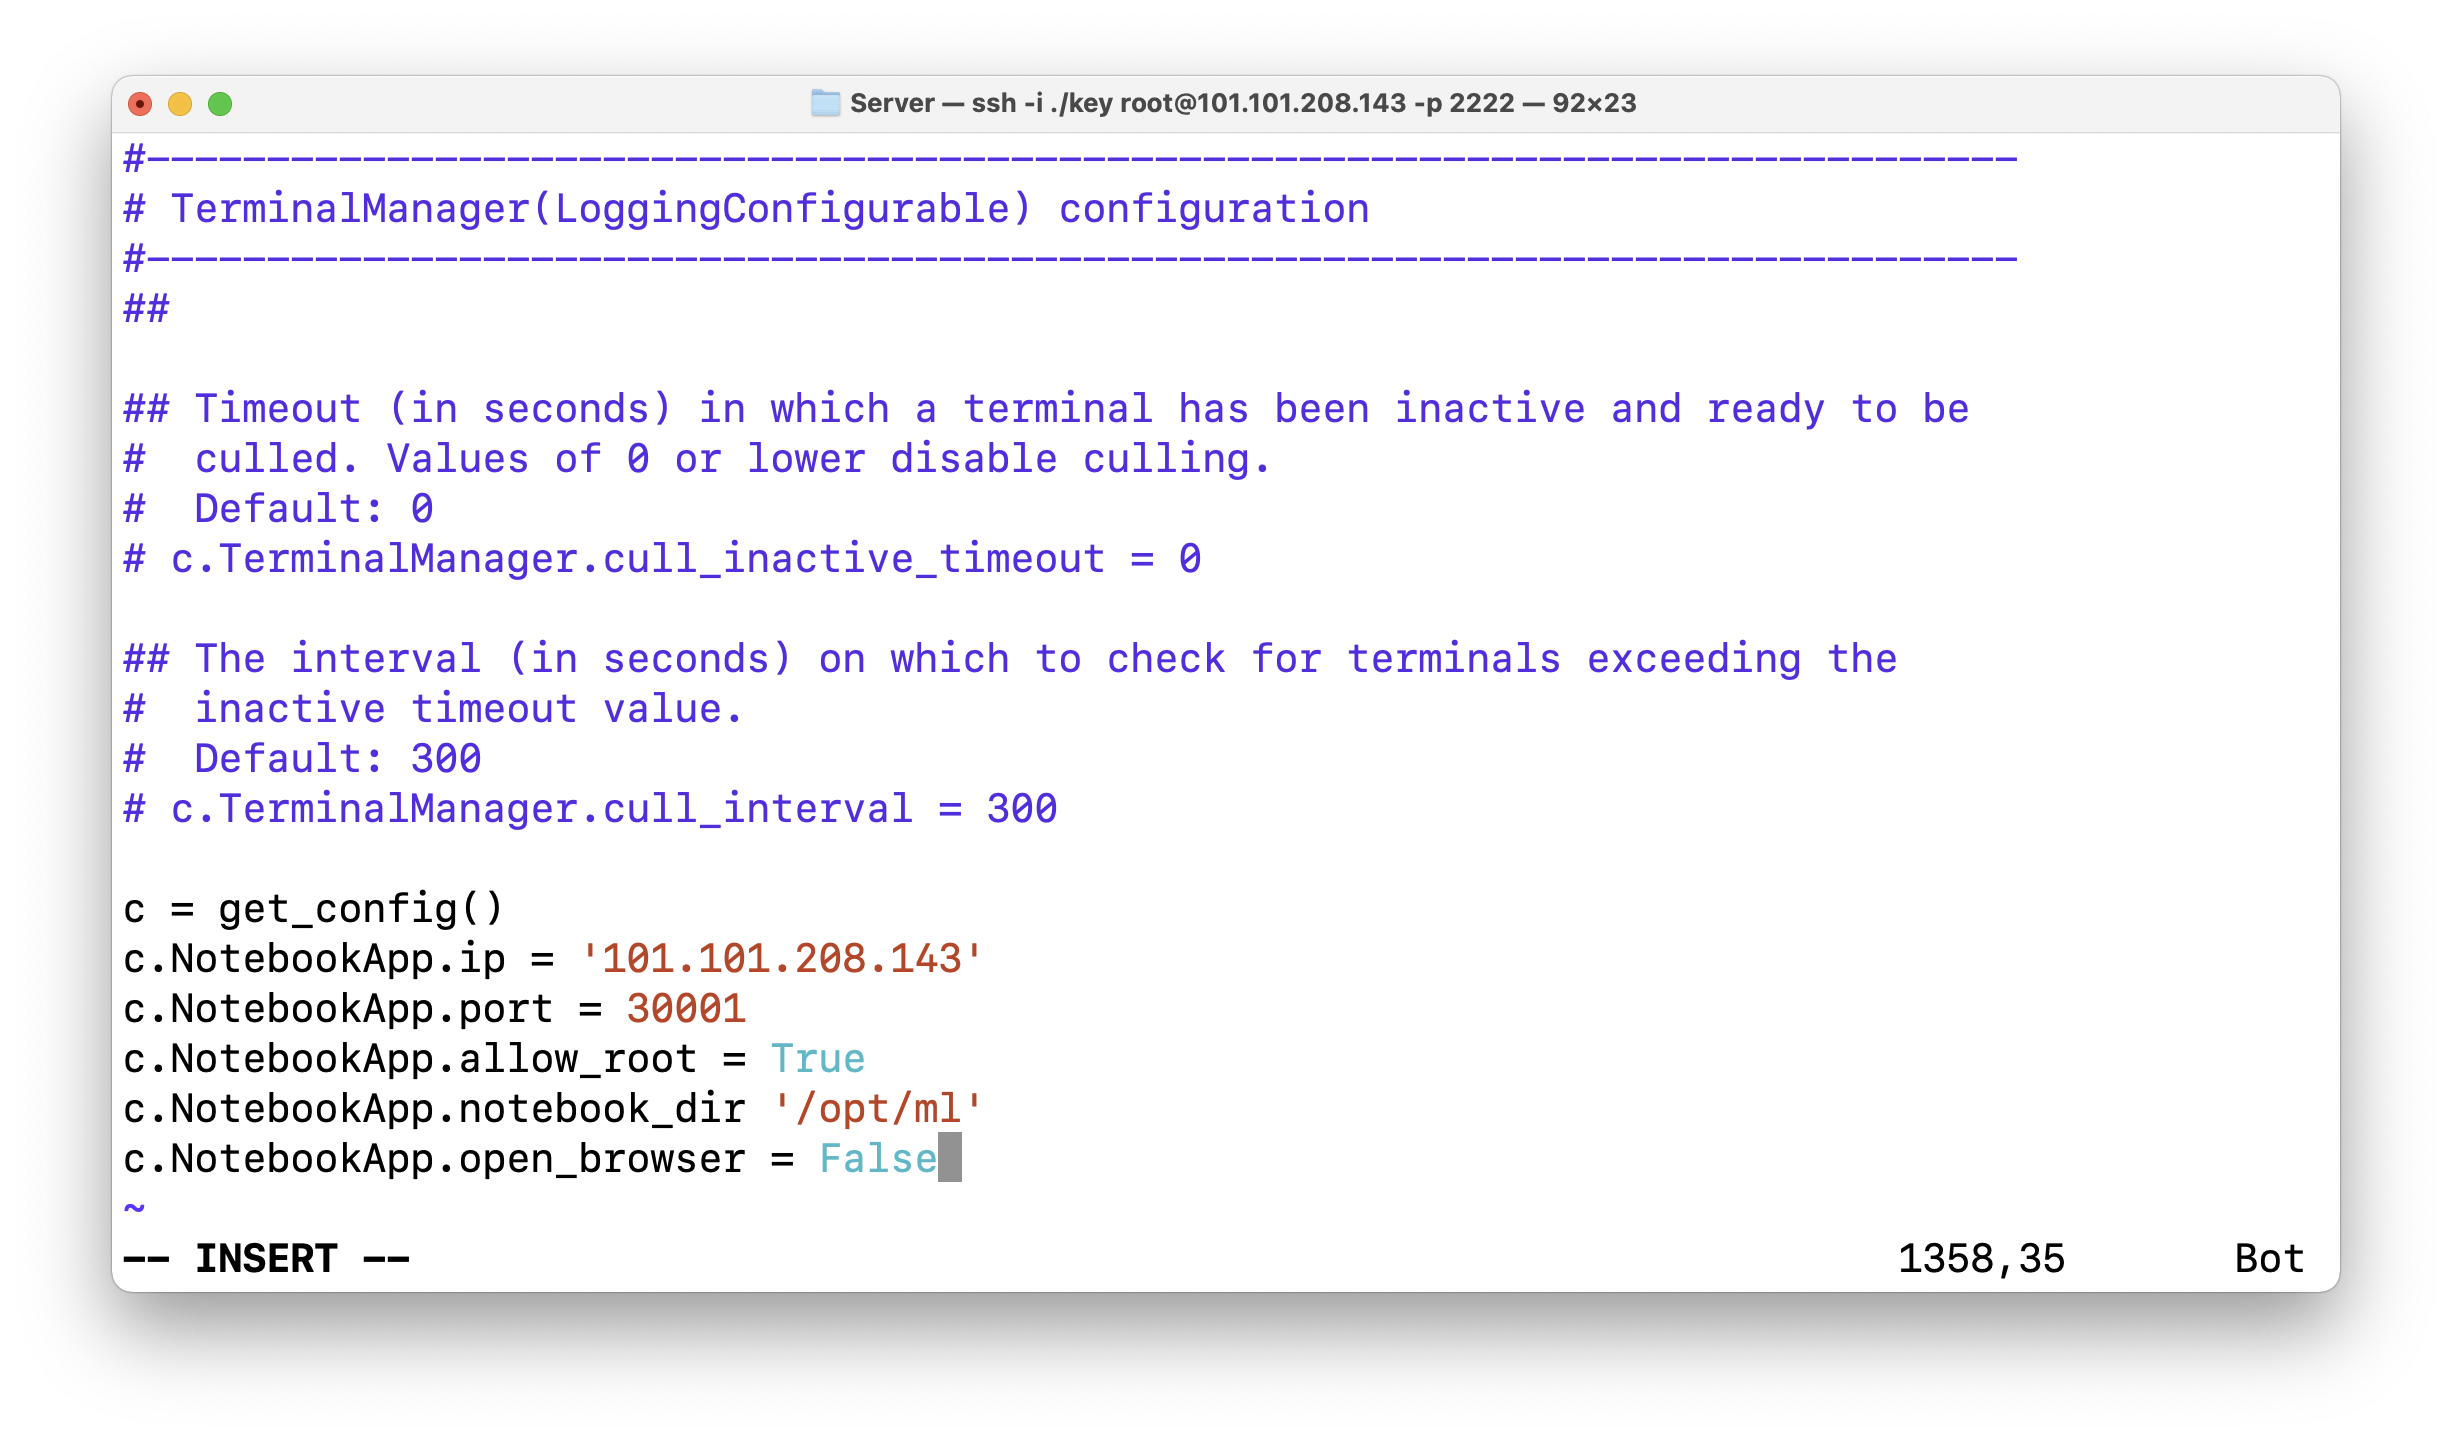 Server — ssh -i ./key root@101.101.208.143 -p 2222 — 92×23
#------------------------------------------------------------------------------
# TerminalManager(LoggingConfigurable) configuration
#------------------------------------------------------------------------------
##
## Timeout (in seconds) in which a terminal has been inactive and ready to be
#  culled. Values of 0 or lower disable culling.
#  Default: 0
# c.TerminalManager.cull_inactive_timeout = 0
## The interval (in seconds) on which to check for terminals exceeding the
#  inactive timeout value.
#  Default: 300
# c.TerminalManager.cull_interval = 300
c = get_config()
c.NotebookApp.ip = '101.101.208.143'
c.NotebookApp.port = 30001
c.NotebookApp.allow_root = True
c.NotebookApp.notebook_dir '/opt/ml'
c.NotebookApp.open_browser = False
~
-- INSERT -- 1358,35 Bot